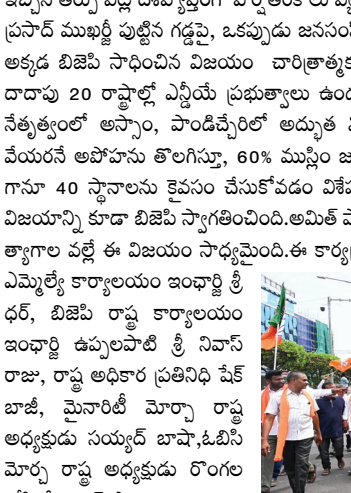 ప్రసాద్ ముఖర్జీ పుట్టిన గడ్డపై, ఒకప్పుడు
అక్కడ బిజెపి సాధించిన విజయం
దాదాపు 20 రాష్ట్రాల్లో ఎన్డీయే ప్రభుత్వాలు
నేతృత్వంలో అస్సాం, పాండిచ్చేరిలో అద్భుత
వేయరనే అపోహను తొలగిస్తూ, 60% ముస్లిం
గానూ 40 స్థానాలను కైవసం చేసుకోవడం
విజయాన్ని కూడా బిజెపి స్వాగతించింది.అమిత్
త్యాగాల వల్లే ఈ విజయం సాధ్యమైంది.ఈ
ఎమ్మెల్యే కార్యాలయం ఇంఛార్జి శ్రీ
ధర్, బిజెపి రాష్ట్ర కార్యాలయం
ఇంఛార్జి ఉప్పలపాటి శ్రీ నివాస్
రాజు, రాష్ట్ర అధికార ప్రతినిధి షేక్
బాజీ, మైనారిటీ మోర్చా రాష్ట్ర
అధ్యక్షుడు సయ్యద్ బాషా,ఓబిసి
మోర్చ రాష్ట్ర అధ్యక్షుడు రొంగల